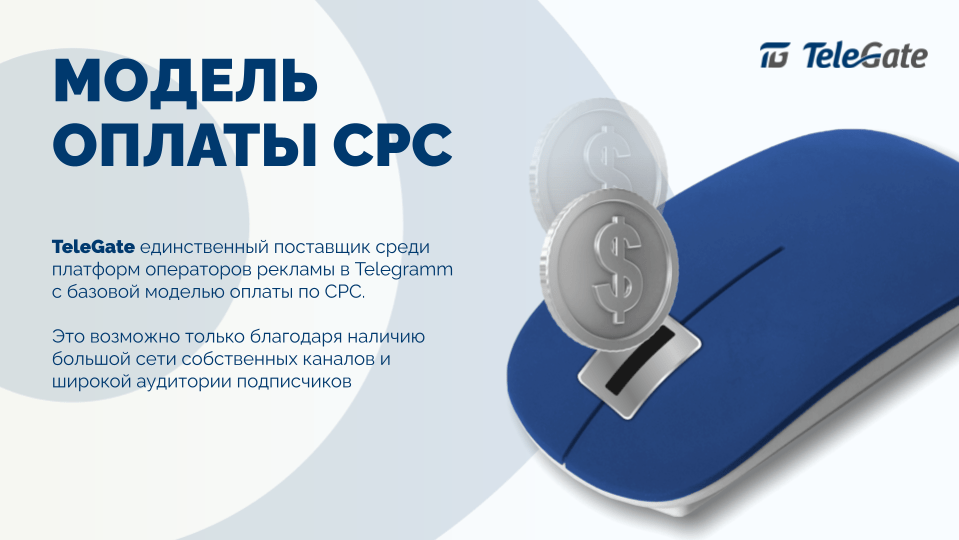 МОДЕЛЬ
ОПЛАТЫ CPC
TG TeleGate
TeleGate единственный поставщик среди
платформ операторов рекламы в Telegramm
с базовой моделью оплаты по CPC.
Это возможно только благодаря наличию
большой сети собственных каналов и
широкой аудитории подписчиков
$
$